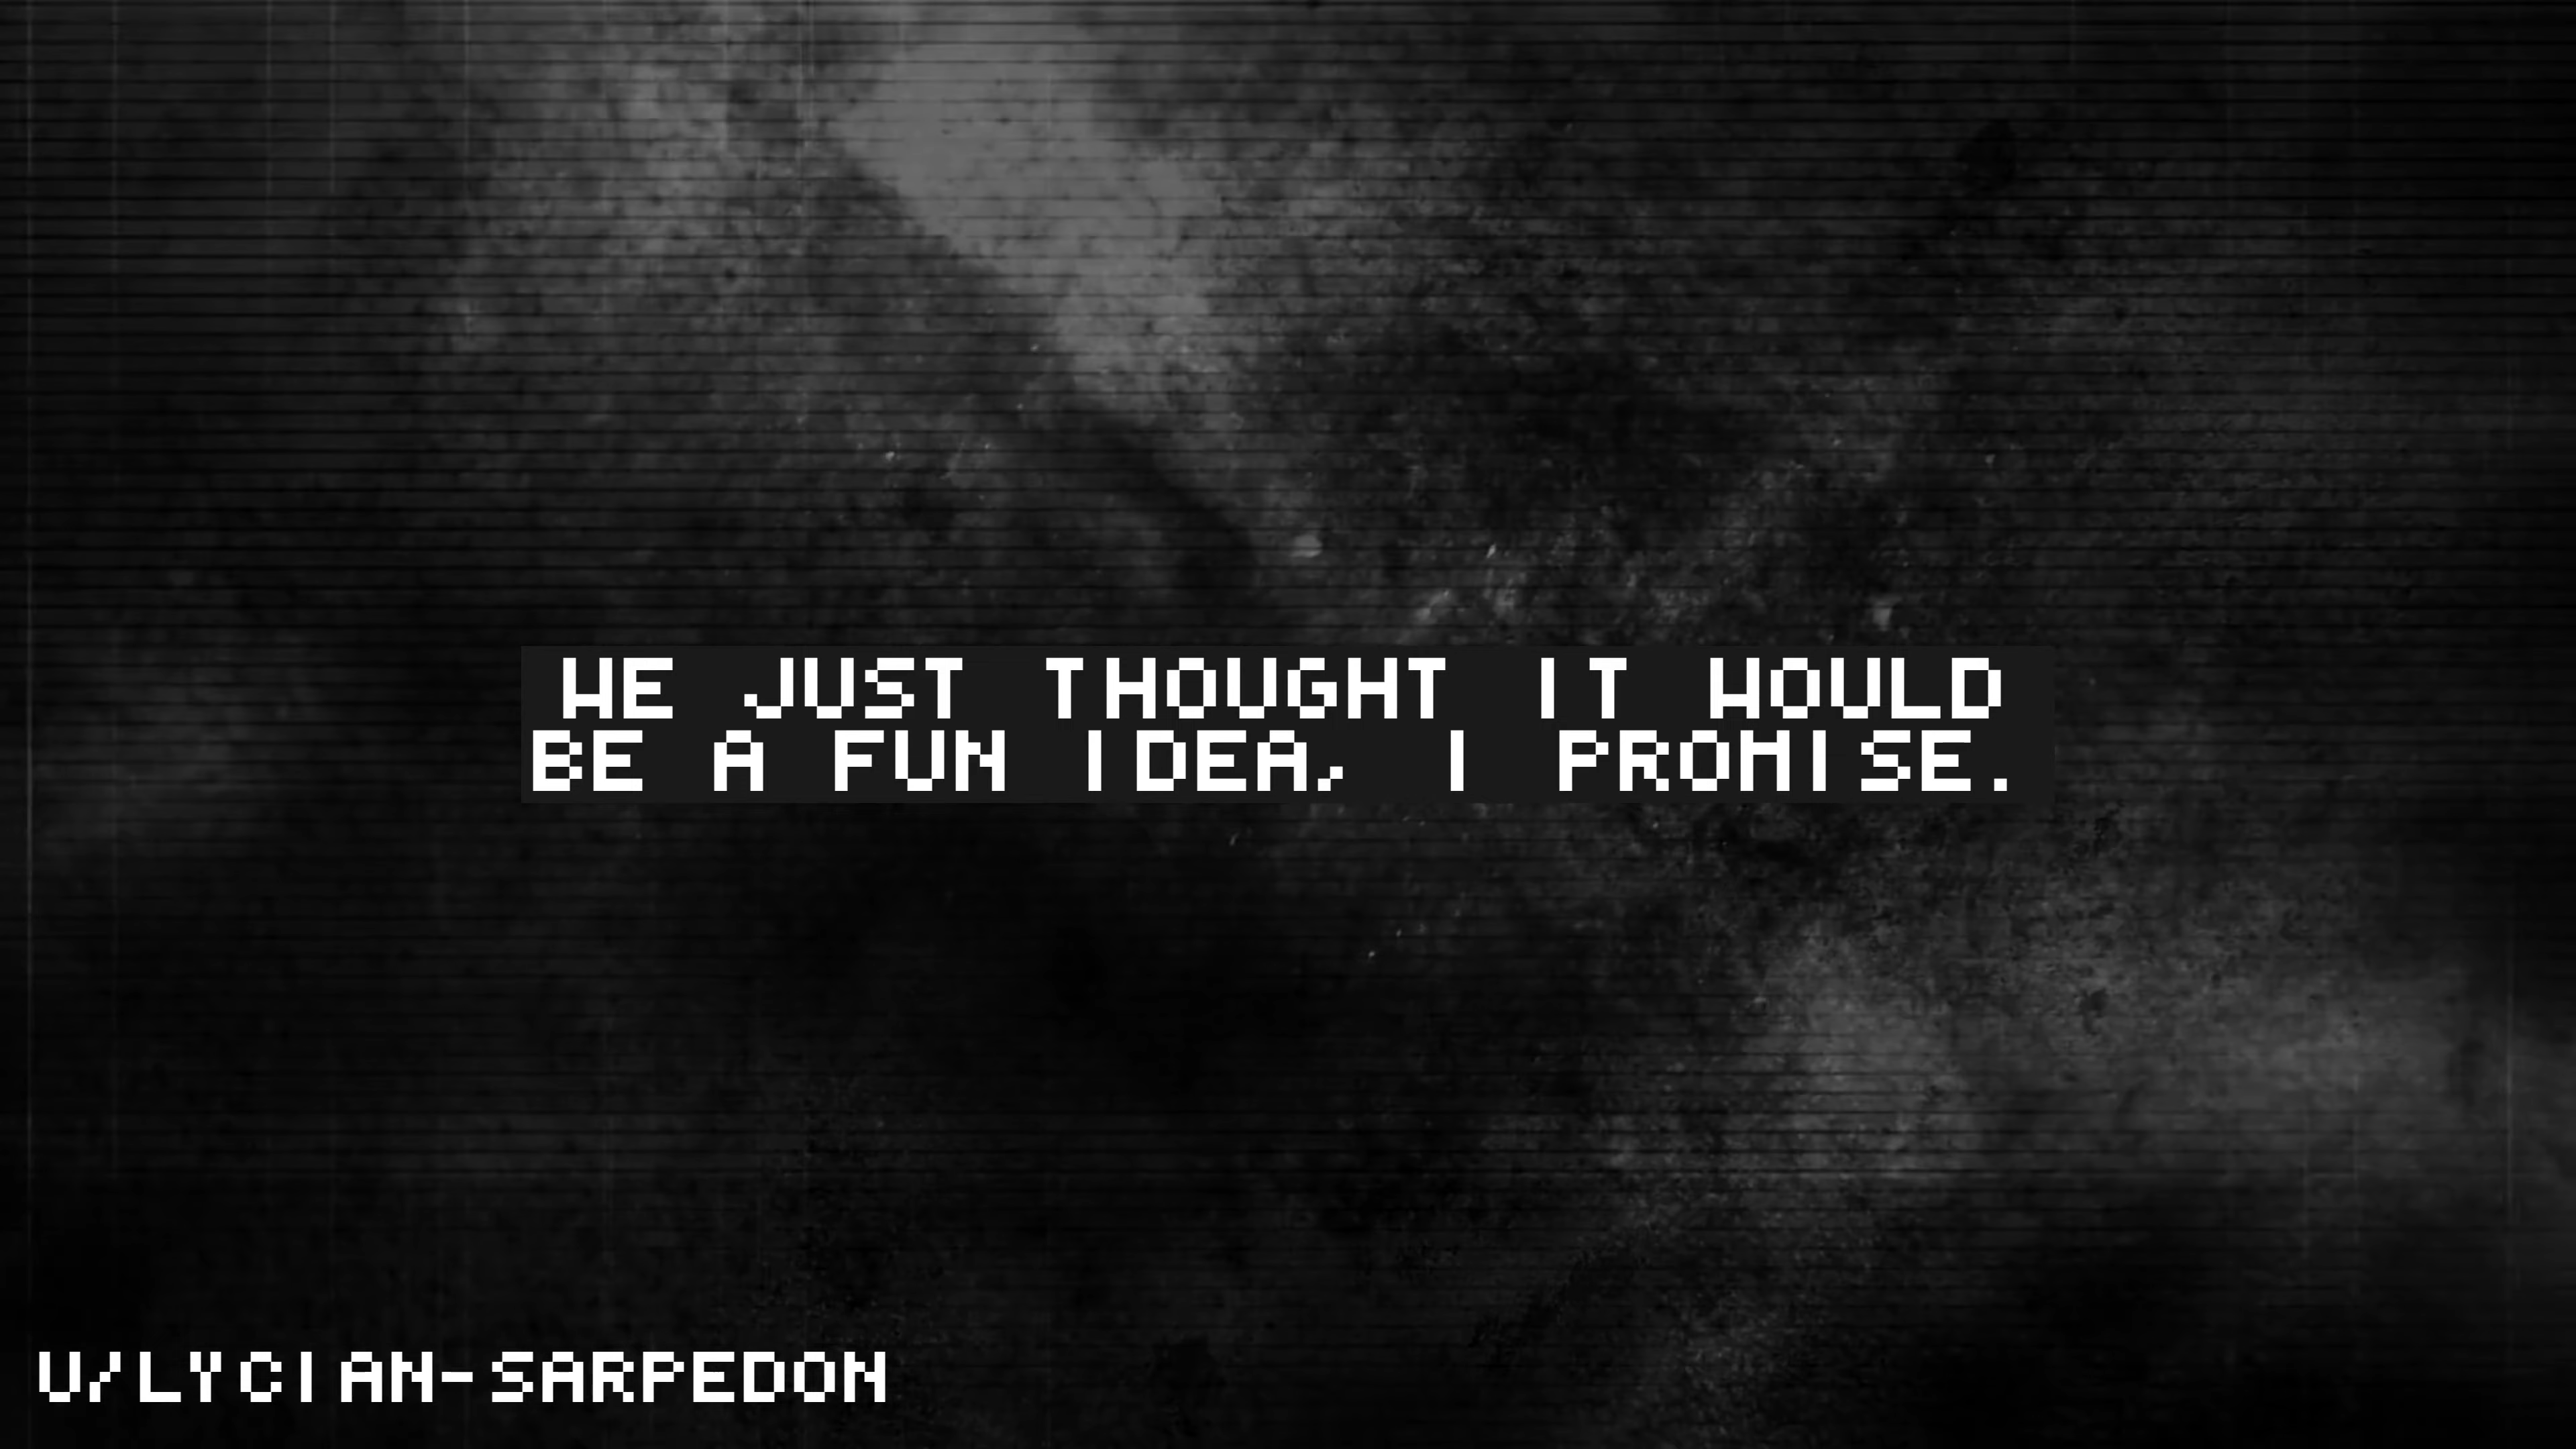 WE JUST THOUGHT IT WOULD
BE A FUN IDEA, I PROMISE.
U/LYCIAN-SARPEDON